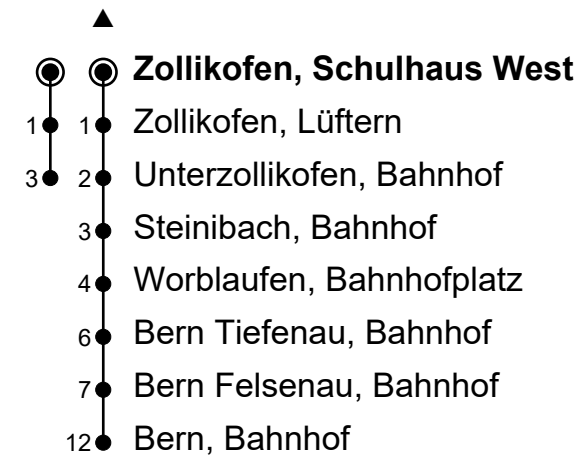 Zollikofen, Schulhaus West
1 1 Zollikofen, Lüftern
3 2 Unterzollikofen, Bahnhof
3 Steinibach, Bahnhof
4 Worblaufen, Bahnhofplatz
6 Bern Tiefenau, Bahnhof
7 Bern Felsenau, Bahnhof
12 Bern, Bahnhof